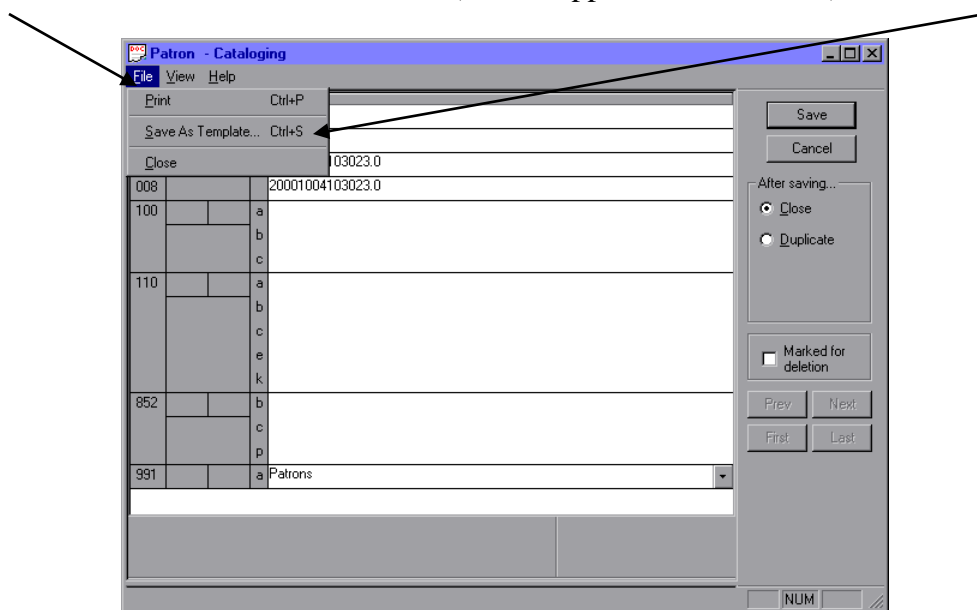 DOC Patron - Cataloging
File View Help
Print Ctrl+P
Save As Template... Ctrl+S
Close
103023.0
008 20001004103023.0
100 a
b
c
110 a
b
c
e
k
852 b
c
p
991 a Patrons
Save
Cancel
After saving...
Close
Duplicate
Marked for
deletion
Prev Next
First Last
NUM